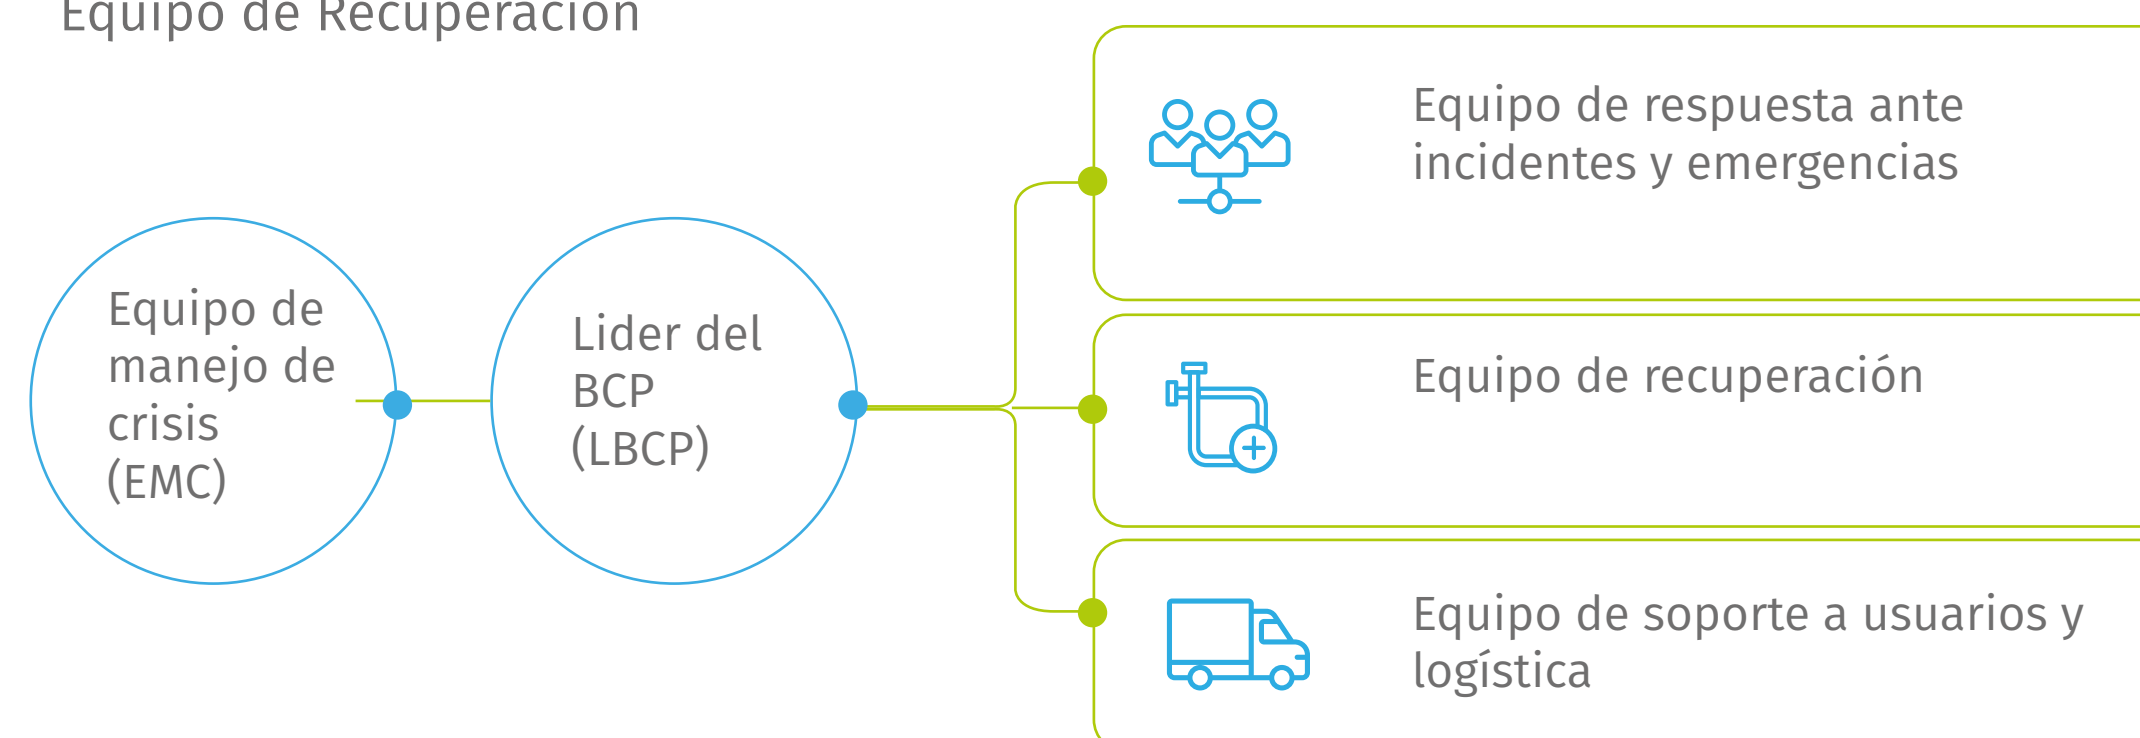 Equipo de Recuperación
Equipo de
manejo de
crisis
(EMC)
Lider del
BCP
(LBCP)
Equipo de respuesta ante
incidentes y emergencias
Equipo de recuperación
Equipo de soporte a usuarios y
logística